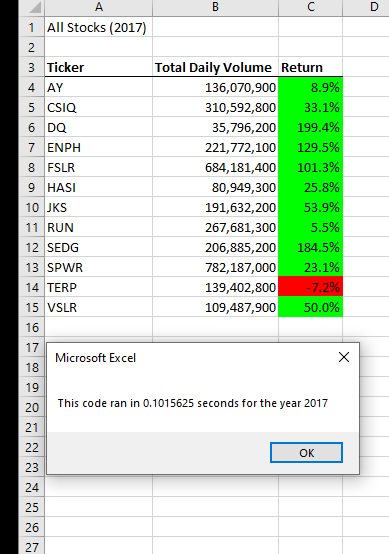 A B C D
1 All Stocks (2017)
2
3 Ticker Total Daily Volume Return
4 AY 136,070,900 8.9%
5 CSIQ 310,592,800 33.1%
6 DQ 35,796,200 199.4%
7 ENPH 221,772,100 129.5%
8 FSLR 684,181,400 101.3%
9 HASI 80,949,300 25.8%
10 JKS 191,632,200 53.9%
11 RUN 267,681,300 5.5%
12 SEDG 206,885,200 184.5%
13 SPWR 782,187,000 23.1%
14 TERP 139,402,800 -7.2%
15 VSLR 109,487,900 50.0%
16
17 Microsoft Excel
18
19
20 This code ran in 0.1015625 seconds for the year 2017
21
22 OK
23
24
25
26
27